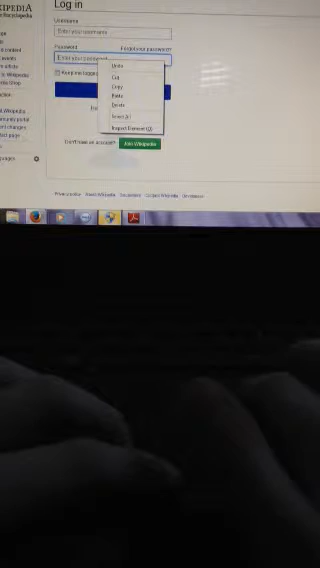 Log in
Username
Enter your username
Password Forgot your password?
Enter your password
Undo
Keep me logged
Cut
Copy
Paste
Delete
Select All
Inspect Element (Q)
Don't have an account? Join Wikipedia
Privacy policy About Wikipedia Disclaimers Contact Wikipedia Developers